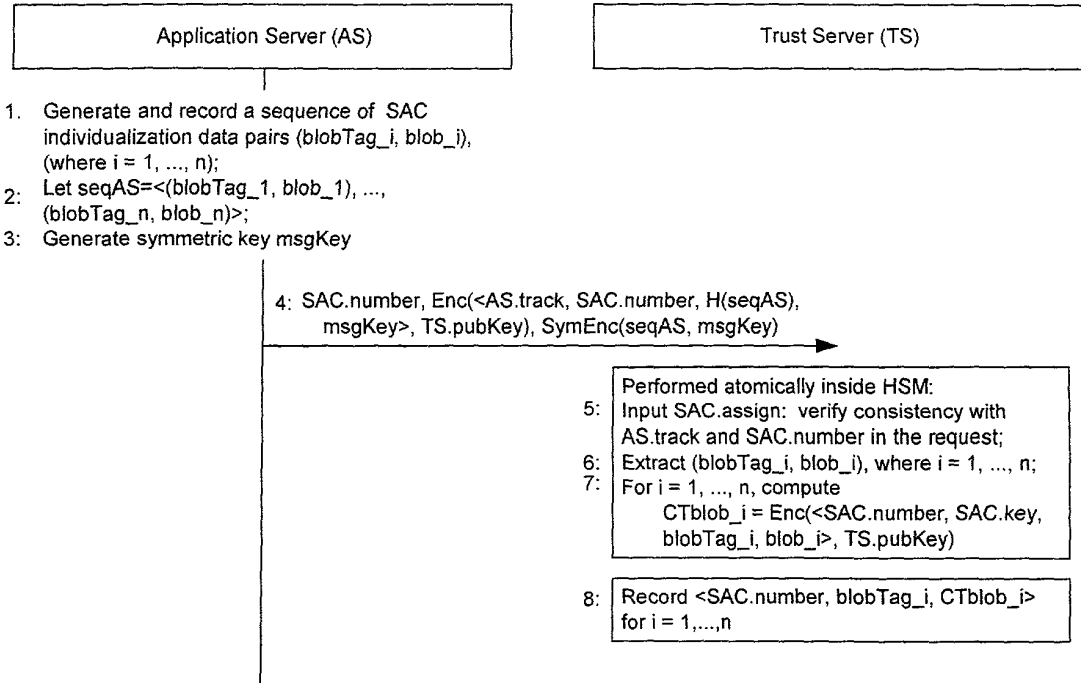 Application Server (AS)
Trust Server (TS)
1. Generate and record a sequence of SAC
individualization data pairs (blobTag_i, blob_i),
(where i = 1, ..., n);
2: Let seqAS=<(blobTag_1, blob_1), ...,
(blobTag_n, blob_n)>;
3: Generate symmetric key msgKey
4: SAC.number, Enc(<AS.track, SAC.number, H(seqAS),
msgKey>, TS.pubKey), SymEnc(seqAS, msgKey)
Performed atomically inside HSM:
5: Input SAC.assign: verify consistency with
AS.track and SAC.number in the request;
6: Extract (blobTag_i, blob_i), where i = 1, ..., n;
7: For i = 1, ..., n, compute
CTblob_i = Enc(<SAC.number, SAC.key,
blobTag_i, blob_i>, TS.pubKey)
8: Record <SAC.number, blobTag_i, CTblob_i>
for i = 1,...,n